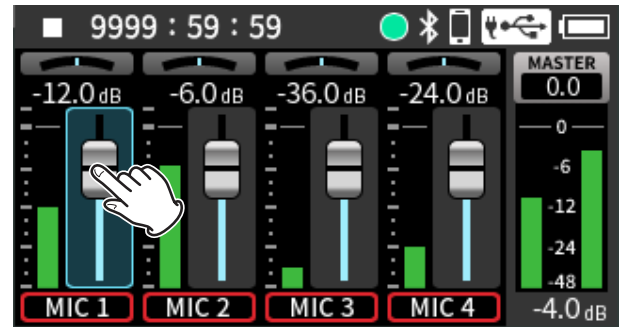 9999 : 59 : 59
-12.0 dB
-6.0 dB
-36.0 dB
-24.0 dB
MASTER
0.0
0
-6
-12
-24
-48
-4.0 dB
MIC 1
MIC 2
MIC 3
MIC 4